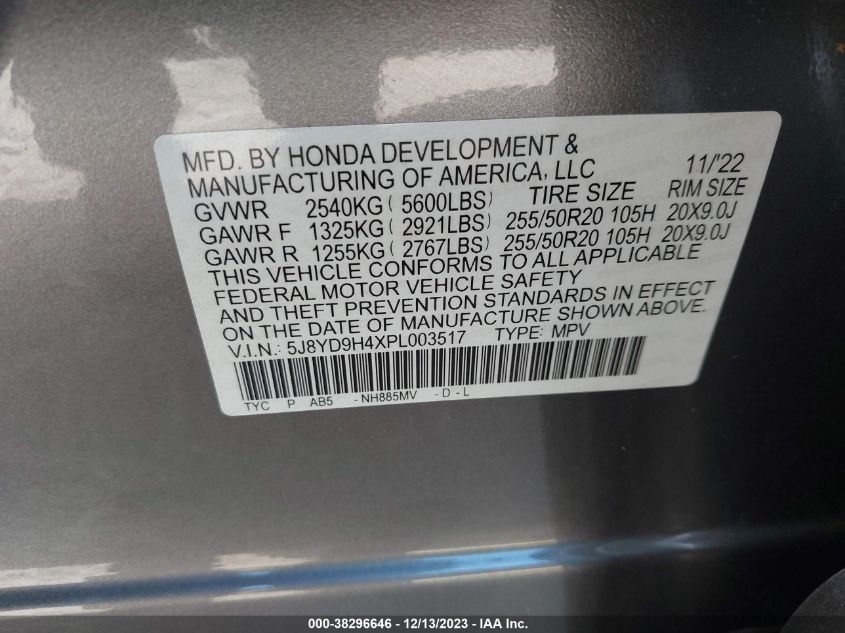 MFD. BY HONDA DEVELOPMENT &
MANUFACTURING OF AMERICA, LLC 11/'22
GVWR 2540KG ( 5600LBS) TIRE SIZE RIM SIZE
GAWR F 1325KG ( 2921LBS) 255/50R20 105H 20X9.0J
GAWR R 1255KG ( 2767LBS) 255/50R20 105H 20X9.0J
THIS VEHICLE CONFORMS TO ALL APPLICABLE
FEDERAL MOTOR VEHICLE SAFETY
AND THEFT PREVENTION STANDARDS IN EFFECT
ON THE DATE OF MANUFACTURE SHOWN ABOVE.
V.I.N.: 5J8YD9H4XPL003517 TYPE: MPV
TYC P AB5 - NH885MV - D - L
000-38296646 - 12/13/2023 - IAA Inc.